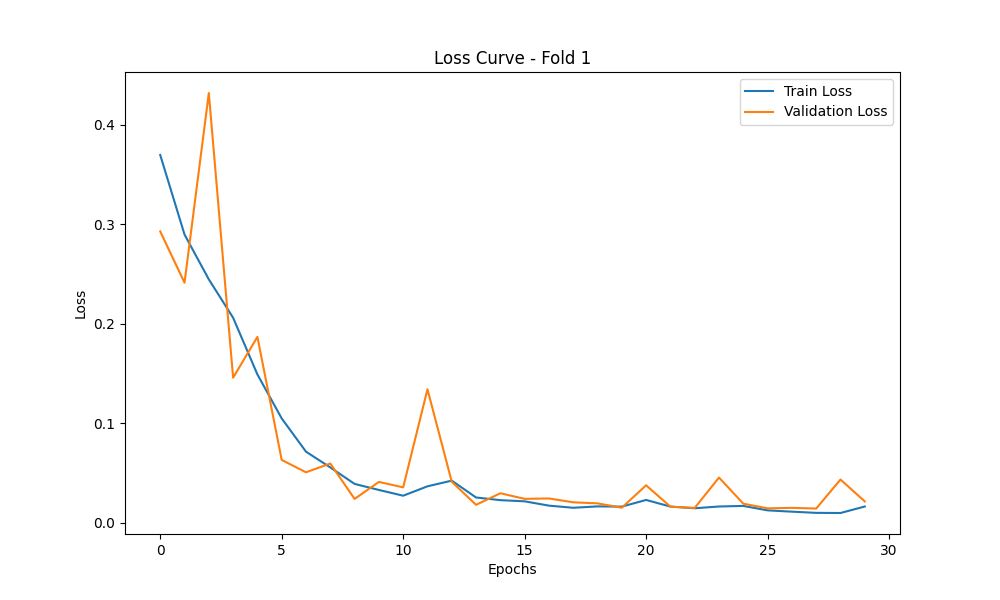 Loss Curve - Fold 1
Train Loss
Validation Loss
0.4
0.3
0.2
0.1
0.0
Loss
0 5 10 15 20 25 30
Epochs